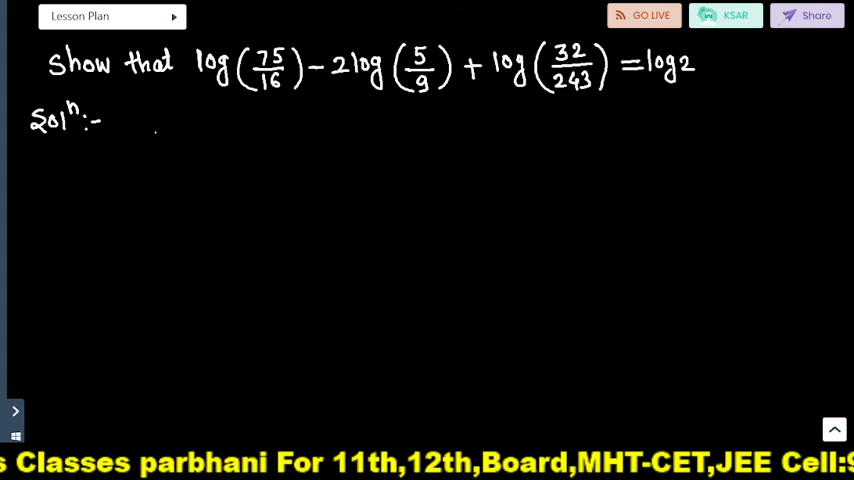 Lesson Plan
GO LIVE
KSAR
Share
Show that log(75/16) - 2log(5/9) + log(32/243) = log2
Solⁿ:-
s Classes parbhani For 11th,12th,Board,MHT-CET,JEE Cell:9